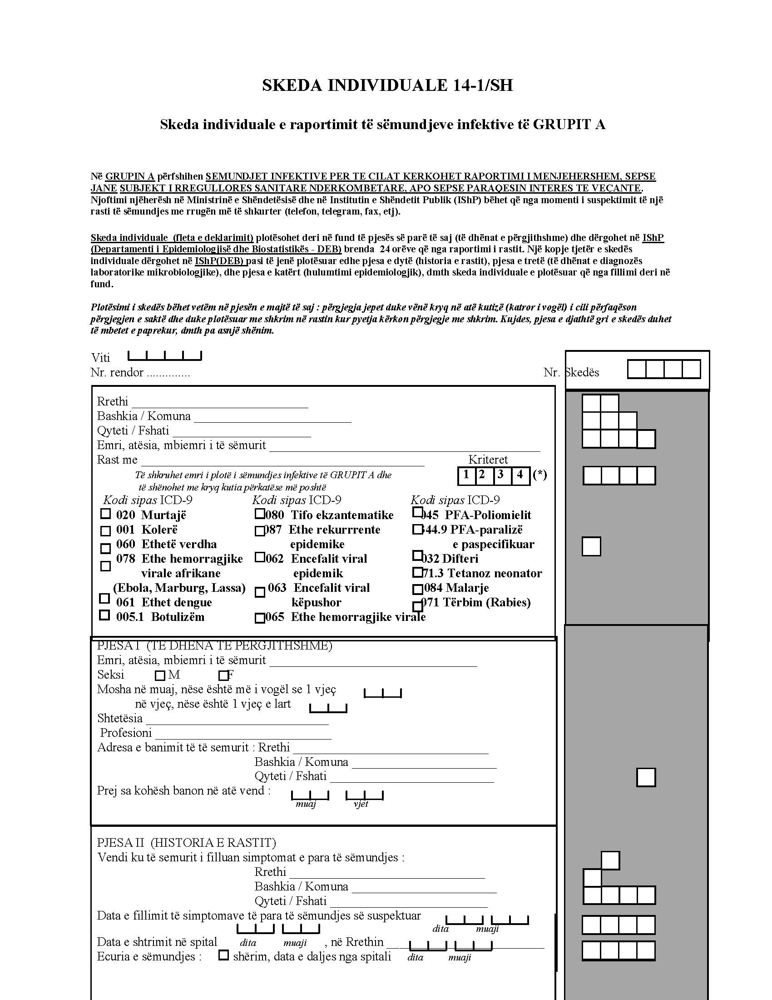 SKEDA INDIVIDUALE 14-1/SH
Skeda individuale e raportimit të sëmundjeve infektive të GRUPIT A
Në GRUPIN A përfshihen SEMUNDJET INFEKTIVE PER TE CILAT KERKOHET RAPORTIMI I MENJEHERSHEM, SEPSE
JANE SUBJEKT I RREGULLORES SANITARE NDERKOMBETARE, APO SEPSE PARAQESIN INTERES TE VEÇANTE.
Njoftimi njëherësh në Ministrinë e Shëndetësisë dhe në Institutin e Shëndetit Publik (IShP) bëhet që nga momenti i suspektimit të një
rasti të sëmundjes me rrugën më të shkurter (telefon, telegram, fax, etj).
Skeda individuale (fleta e deklarimit) plotësohet deri në fund të pjesës së parë të saj (të dhënat e përgjithshme) dhe dërgohet në IShP
(Departamenti i Epidemiologjisë dhe Biostatistikës - DEB) brenda 24 orëve që nga raportimi i rastit. Një kopje tjetër e skedës
individuale dërgohet në IShP(DEB) pasi të jenë plotësuar edhe pjesa e dytë (historia e rastit), pjesa e tretë (të dhënat e diagnozës
laboratorike mikrobiologjike), dhe pjesa e katërt (hulumtimi epidemiologjik), dmth skeda individuale e plotësuar që nga fillimi deri në
fund.
Plotësimi i skedës bëhet vetëm në pjesën e majtë të saj : përgjegja jepet duke vënë kryq në atë kutizë (katror i vogël) i cili përfaqëson
përgjegjen e saktë dhe duke plotësuar me shkrim në rastin kur pyetja kërkon përgjegje me shkrim. Kujdes, pjesa e djathtë gri e skedës duhet
të mbetet e paprekur, dmth pa asnjë shënim.
Viti
Nr. rendor .............. Nr. Skedës
Rrethi ____________________________
Bashkia / Komuna _________________________
Qyteti / Fshati ______________________
Emri, atësia, mbiemri i të sëmurit ___________________________________________
Rast me _____________________________________________ Kriteret
Të shkruhet emri i plotë i sëmundjes infektive të GRUPIT A dhe 1 2 3 4 (*)
të shënohet me kryq kutia përkatëse më poshtë
Kodi sipas ICD-9 Kodi sipas ICD-9 Kodi sipas ICD-9
020 Murtajë 080 Tifo ekzantematike 045 PFA-Poliomielit
001 Kolerë 087 Ethe rekurrrente 344.9 PFA-paralizë
060 Ethetë verdha epidemike e paspecifikuar
078 Ethe hemorragjike 062 Encefalit viral 032 Difteri
virale afrikane epidemik 71.3 Tetanoz neonator
(Ebola, Marburg, Lassa) 063 Encefalit viral 084 Malarje
061 Ethet dengue këpushor 071 Tërbim (Rabies)
005.1 Botulizëm 065 Ethe hemorragjike virale
PJESA I (TE DHENA TE PERGJITHSHME)
Emri, atësia, mbiemri i të sëmurit _________________________________
Seksi M F
Mosha në muaj, nëse është më i vogël se 1 vjeç
në vjeç, nëse është 1 vjeç e lart
Shtetësia _____________________________
Profesioni ____________________________
Adresa e banimit të të semurit : Rrethi _______________________________
Bashkia / Komuna _______________________
Qyteti / Fshati __________________________
Prej sa kohësh banon në atë vend :
muaj vjet
PJESA II (HISTORIA E RASTIT)
Vendi ku të semurit i filluan simptomat e para të sëmundjes :
Rrethi _______________________________
Bashkia / Komuna _______________________
Qyteti / Fshati _________________________
Data e fillimit të simptomave të para të sëmundjes së suspektuar
dita muaji
Data e shtrimit në spital dita muaji , në Rrethin _________________________
Ecuria e sëmundjes : shërim, data e daljes nga spitali dita muaji